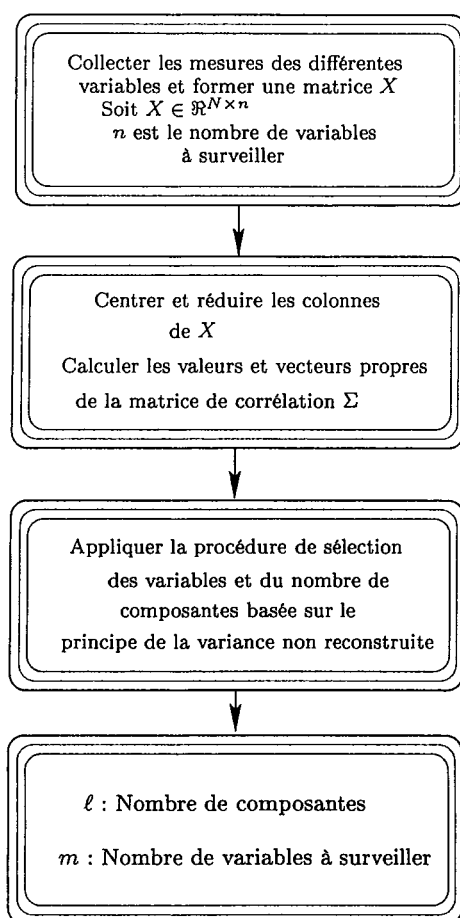 Collecter les mesures des différentes
variables et former une matrice X
Soit X ∈ ℜ^{N×n}
n est le nombre de variables
à surveiller
Centrer et réduire les colonnes
de X
Calculer les valeurs et vecteurs propres
de la matrice de corrélation Σ
Appliquer la procédure de sélection
des variables et du nombre de
composantes basée sur le
principe de la variance non reconstruite
ℓ : Nombre de composantes
m : Nombre de variables à surveiller